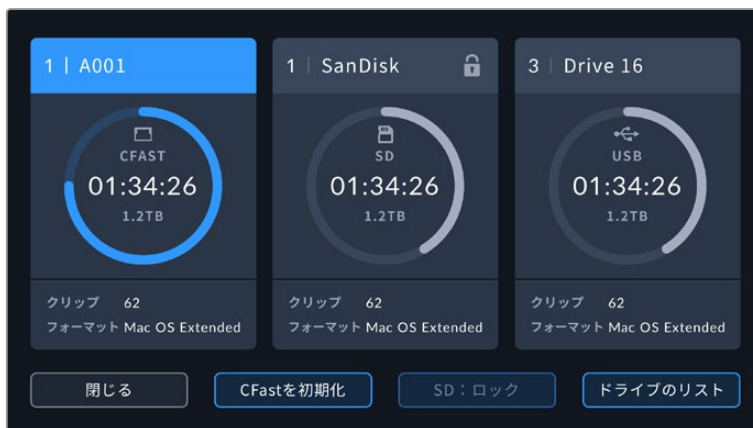 1 | A001
CFAST
01:34:26
1.2TB
クリップ 62
フォーマット Mac OS Extended
1 | SanDisk
SD
01:34:26
1.2TB
クリップ 62
フォーマット Mac OS Extended
3 | Drive 16
USB
01:34:26
1.2TB
クリップ 62
フォーマット Mac OS Extended
閉じる
CFastを初期化
SD：ロック
ドライブのリスト